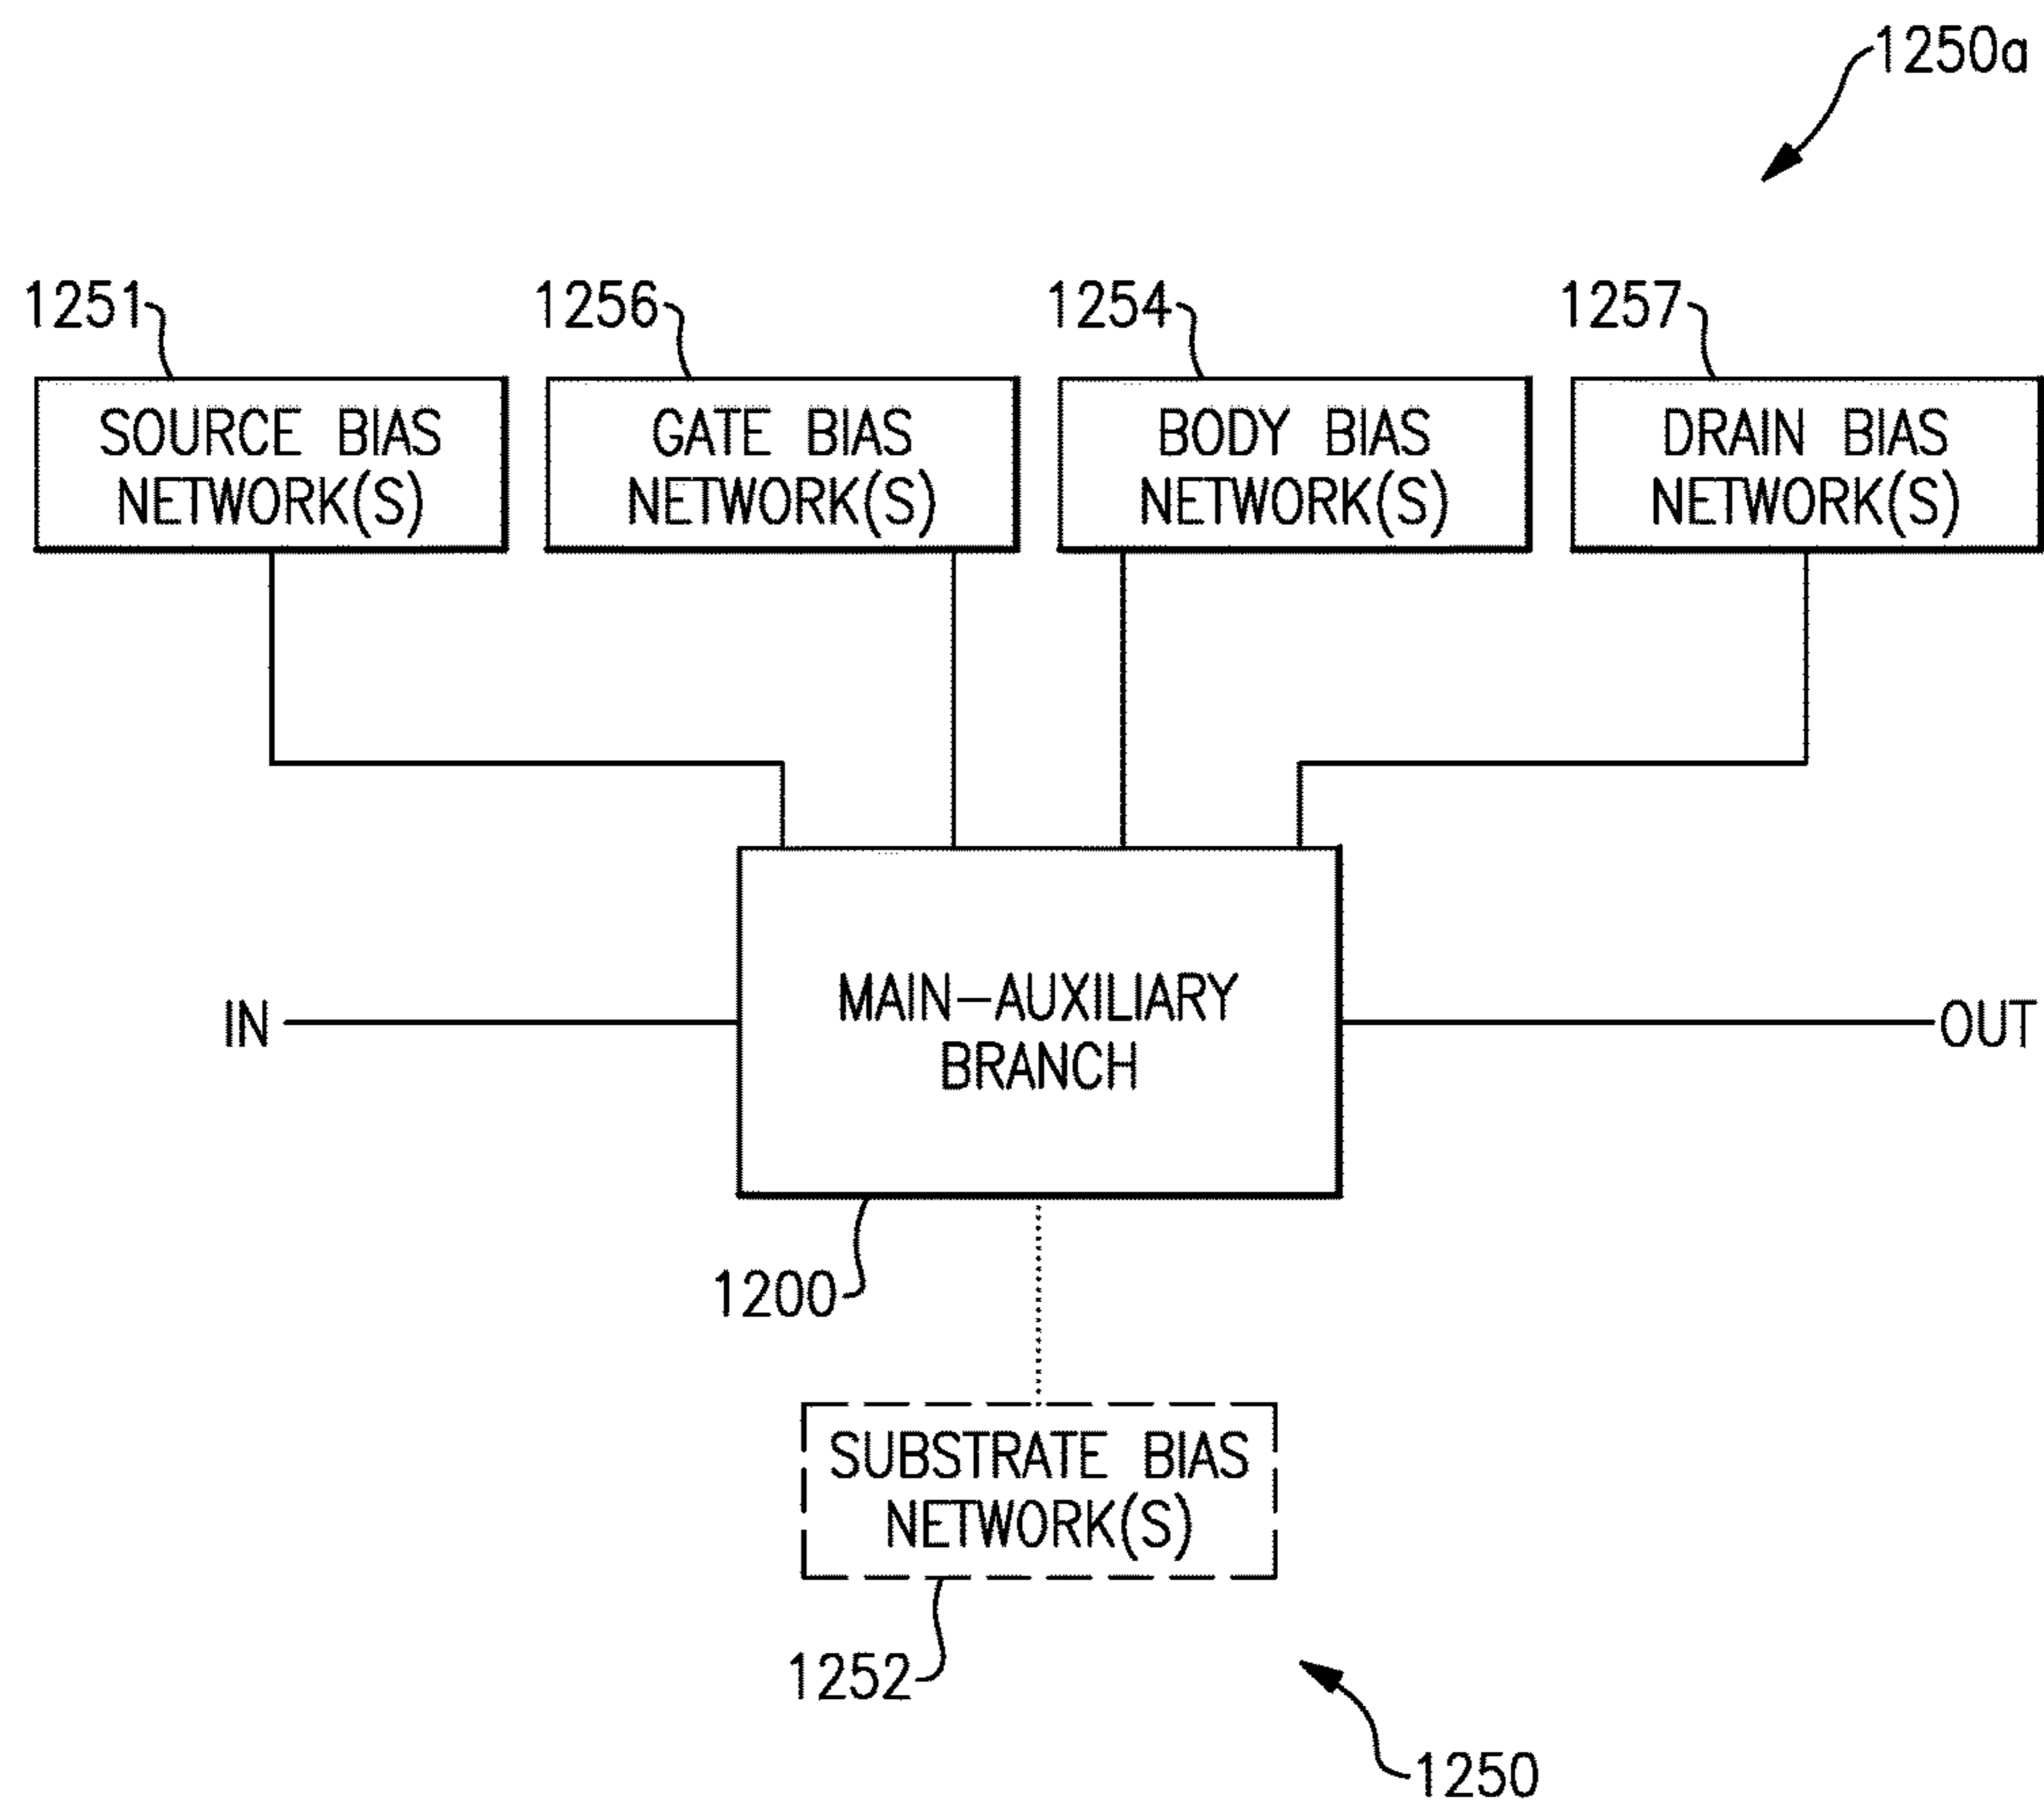 1250a
1251
1256
1254
1257
SOURCE BIAS
NETWORK(S)
GATE BIAS
NETWORK(S)
BODY BIAS
NETWORK(S)
DRAIN BIAS
NETWORK(S)
IN
MAIN-AUXILIARY
BRANCH
OUT
1200
SUBSTRATE BIAS
NETWORK(S)
1252
1250